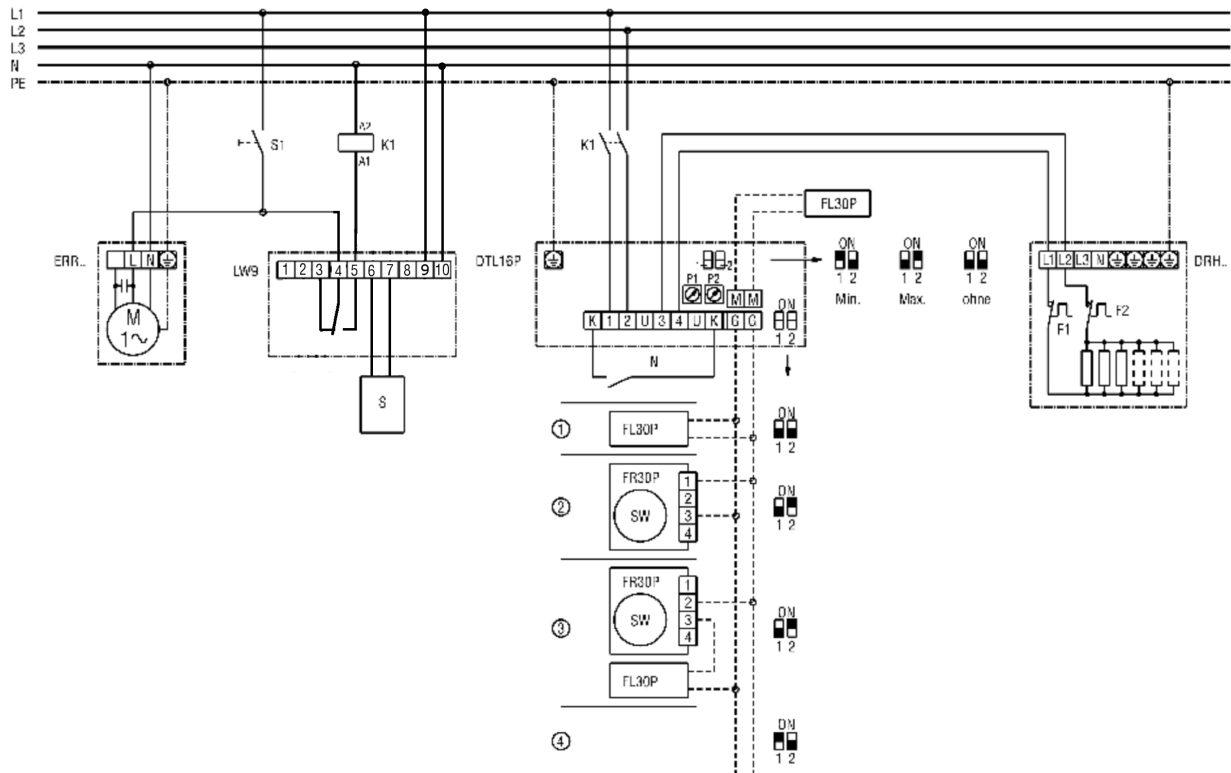 L1
L2
L3
N
PE
A2
S1
K1
A1
K1
FL30P
ERR..
L N
M
1~
LW9
1 2 3 4 5 6 7 8 9 10
S
DTL16P
2
P1 P2
M M
K 1 2 U 3 4 U K G G
ON
1 2
N
ON
1 2
Min.
ON
1 2
Max.
ON
1 2
ohne
L1 L2 L3 N
DRH..
F1
F2
1
FL30P
ON
1 2
2
FR30P
SW
1
2
3
4
ON
1 2
3
FR30P
SW
1
2
3
4
FL30P
ON
1 2
4
ON
1 2